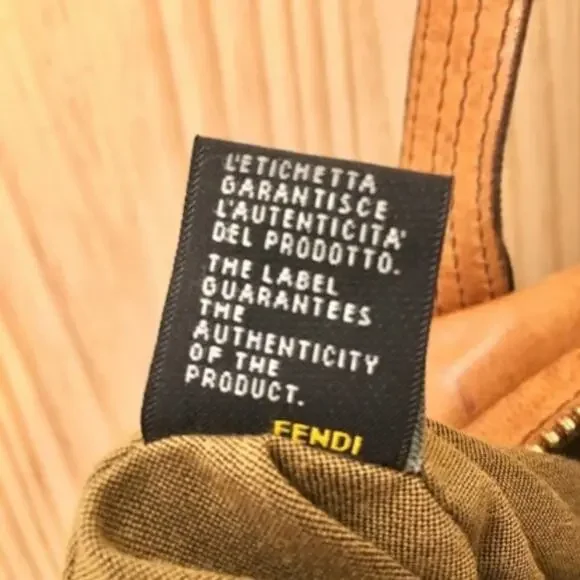 L'ETICHETTA
GARANTISCE
L'AUTENTICITA'
DEL PRODOTTO.
THE LABEL
GUARANTEES
THE
AUTHENTICITY
OF THE
PRODUCT.
FENDI